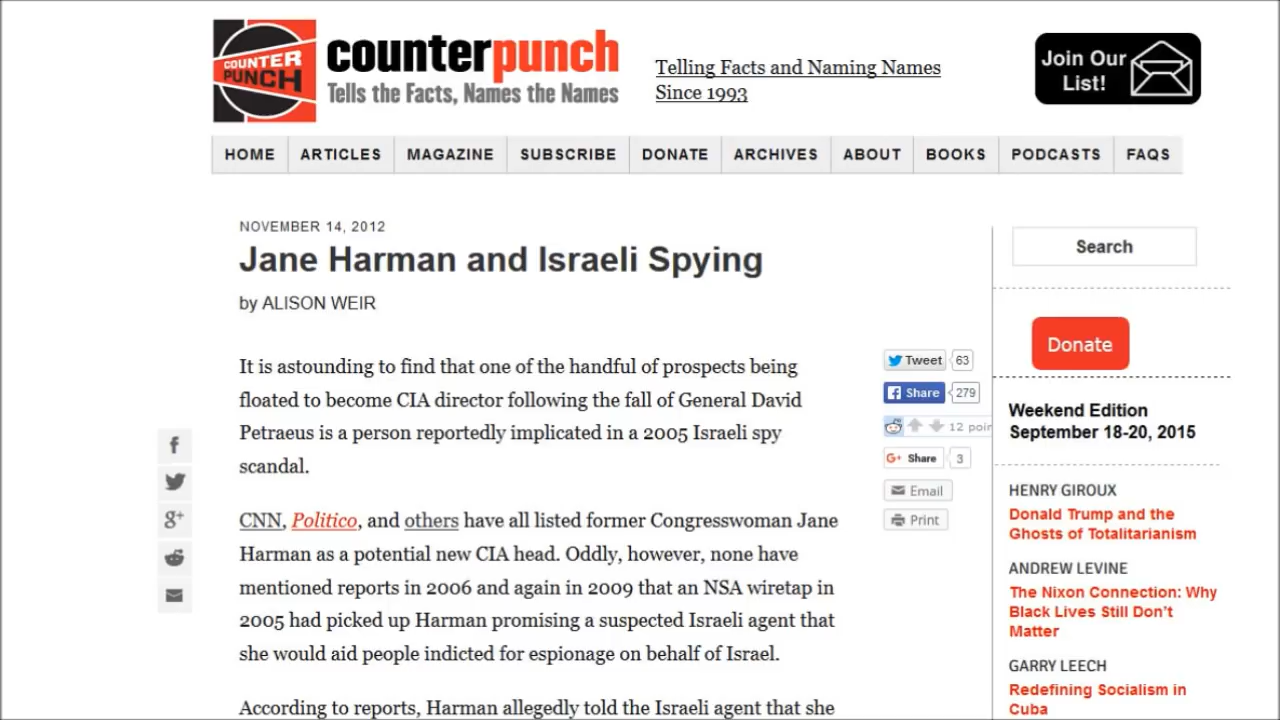 COUNTER
PUNCH
counterpunch
Tells the Facts, Names the Names
Telling Facts and Naming Names
Since 1993
Join Our
List!
HOME
ARTICLES
MAGAZINE
SUBSCRIBE
DONATE
ARCHIVES
ABOUT
BOOKS
PODCASTS
FAQS
NOVEMBER 14, 2012
Jane Harman and Israeli Spying
by ALISON WEIR
It is astounding to find that one of the handful of prospects being
floated to become CIA director following the fall of General David
Petraeus is a person reportedly implicated in a 2005 Israeli spy
scandal.
CNN, Politico, and others have all listed former Congresswoman Jane
Harman as a potential new CIA head. Oddly, however, none have
mentioned reports in 2006 and again in 2009 that an NSA wiretap in
2005 had picked up Harman promising a suspected Israeli agent that
she would aid people indicted for espionage on behalf of Israel.
According to reports, Harman allegedly told the Israeli agent that she
Tweet 63
Share 279
12 poin
G+ Share 3
Email
Print
Search
Donate
Weekend Edition
September 18-20, 2015
HENRY GIROUX
Donald Trump and the
Ghosts of Totalitarianism
ANDREW LEVINE
The Nixon Connection: Why
Black Lives Still Don't
Matter
GARRY LEECH
Redefining Socialism in
Cuba